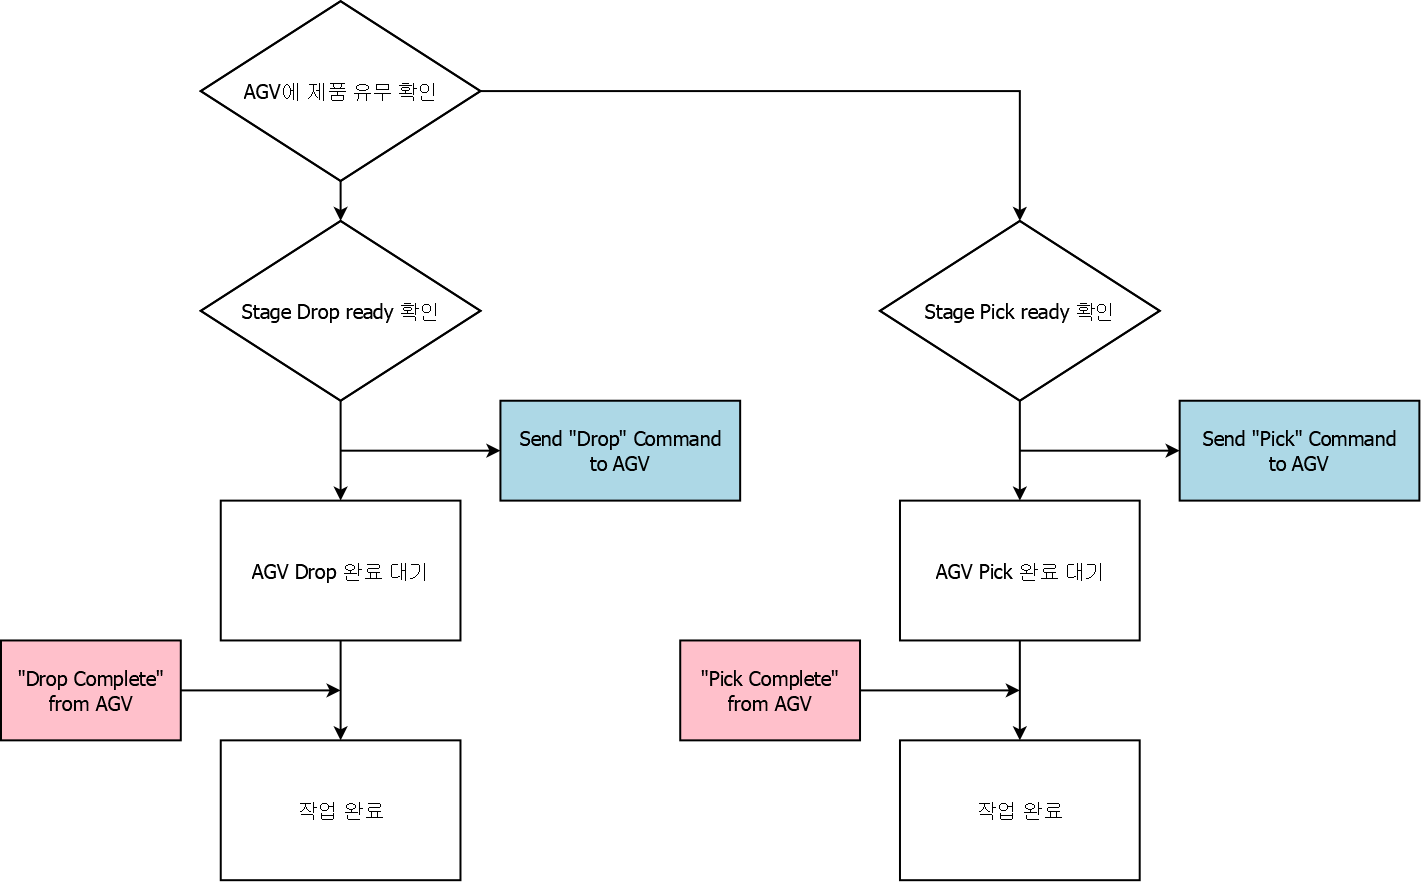 AGV에 제품 유무 확인
Stage Drop ready 확인
Stage Pick ready 확인
Send "Drop" Command
to AGV
Send "Pick" Command
to AGV
AGV Drop 완료 대기
AGV Pick 완료 대기
"Drop Complete"
from AGV
"Pick Complete"
from AGV
작업 완료
작업 완료